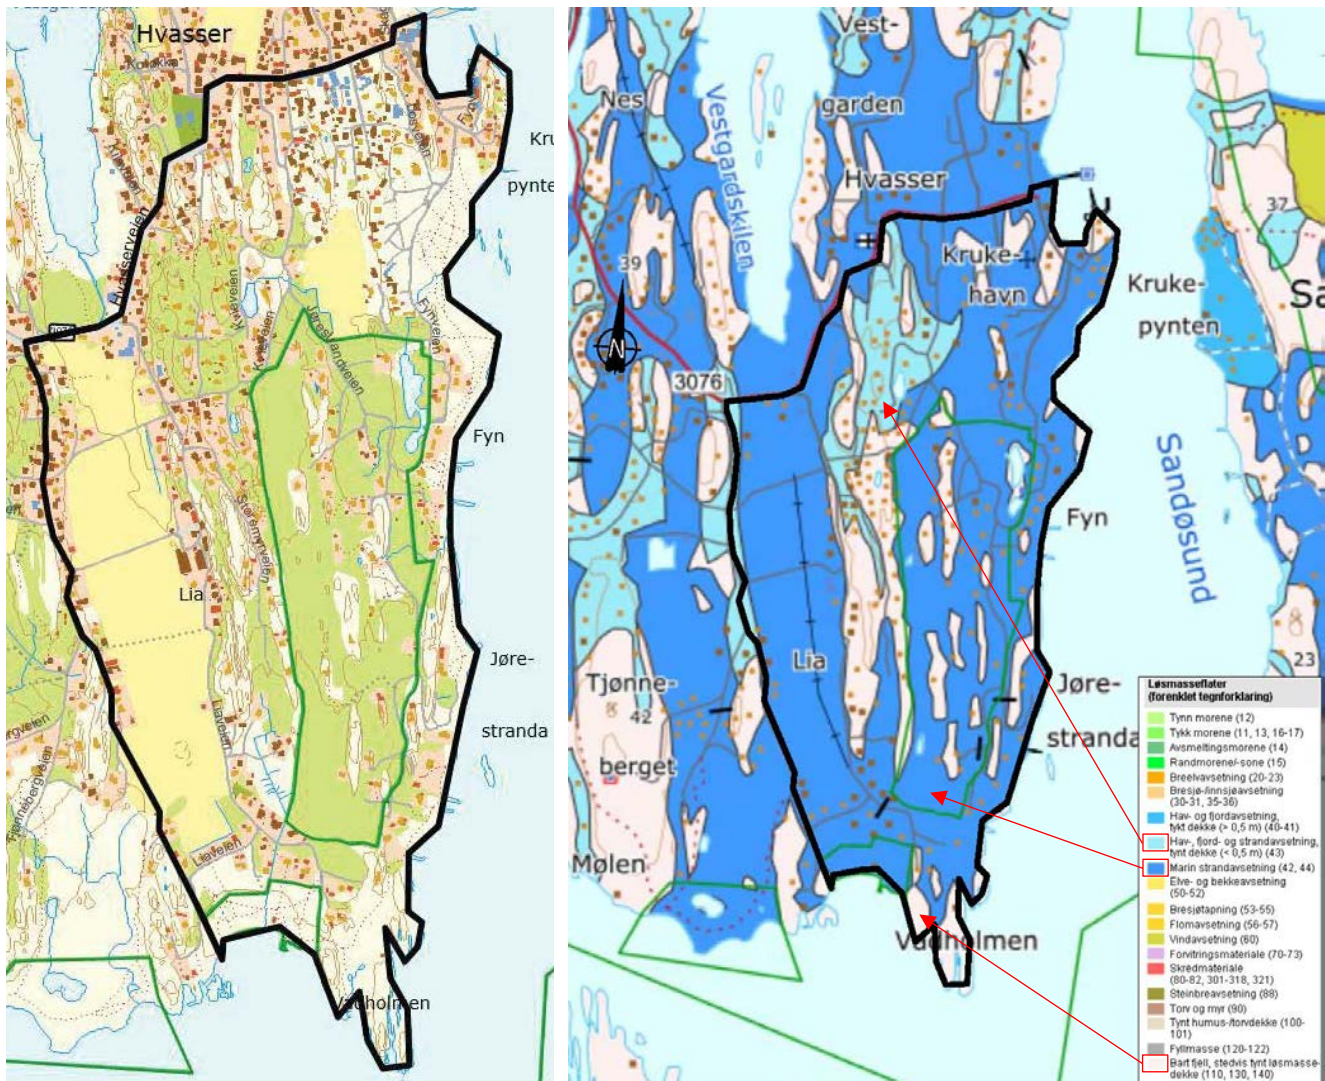 Hvasser
Kolokka
Kru
pynte
Hvasserveien
Kneveien
Fynveien
Fyn
Støremyrveien
Lia
Jøre-
stranda
Liaveien
Liaveien
Vadholmen
Vest-
garden
Nes
Vestgardskilen
Hvasser
39
Kruke-
havn
37
Sa
Kruke-
pynten
N
3076
Sandøsund
Fyn
Lia
Tjønne-
42
berget
Jøre-
stranda
23
Mølen
Vadholmen
Løsmasseflater
(forenklet tegnforklaring)
Tynn morene (12)
Tykk morene (11, 13, 16-17)
Avsmeltingsmorene (14)
Randmorene/-sone (15)
Breelvavsetning (20-23)
Bresjø-/innsjøavsetning
(30-31, 35-36)
Hav- og fjordavsetning,
tykt dekke (> 0,5 m) (40-41)
Hav-, fjord- og strandavsetning,
tynt dekke (< 0,5 m) (43)
Marin strandavsetning (42, 44)
Elve- og bekkeavsetning
(50-52)
Bresjøtapning (53-55)
Flomavsetning (56-57)
Vindavsetning (60)
Forvitringsmateriale (70-73)
Skredmateriale
(80-82, 301-318, 321)
Steinbreavsetning (88)
Torv og myr (90)
Tynt humus-/torvdekke (100-
101)
Fyllmasse (120-122)
Bart fjell, stedvis tynt løsmasse-
dekke (110, 130, 140)